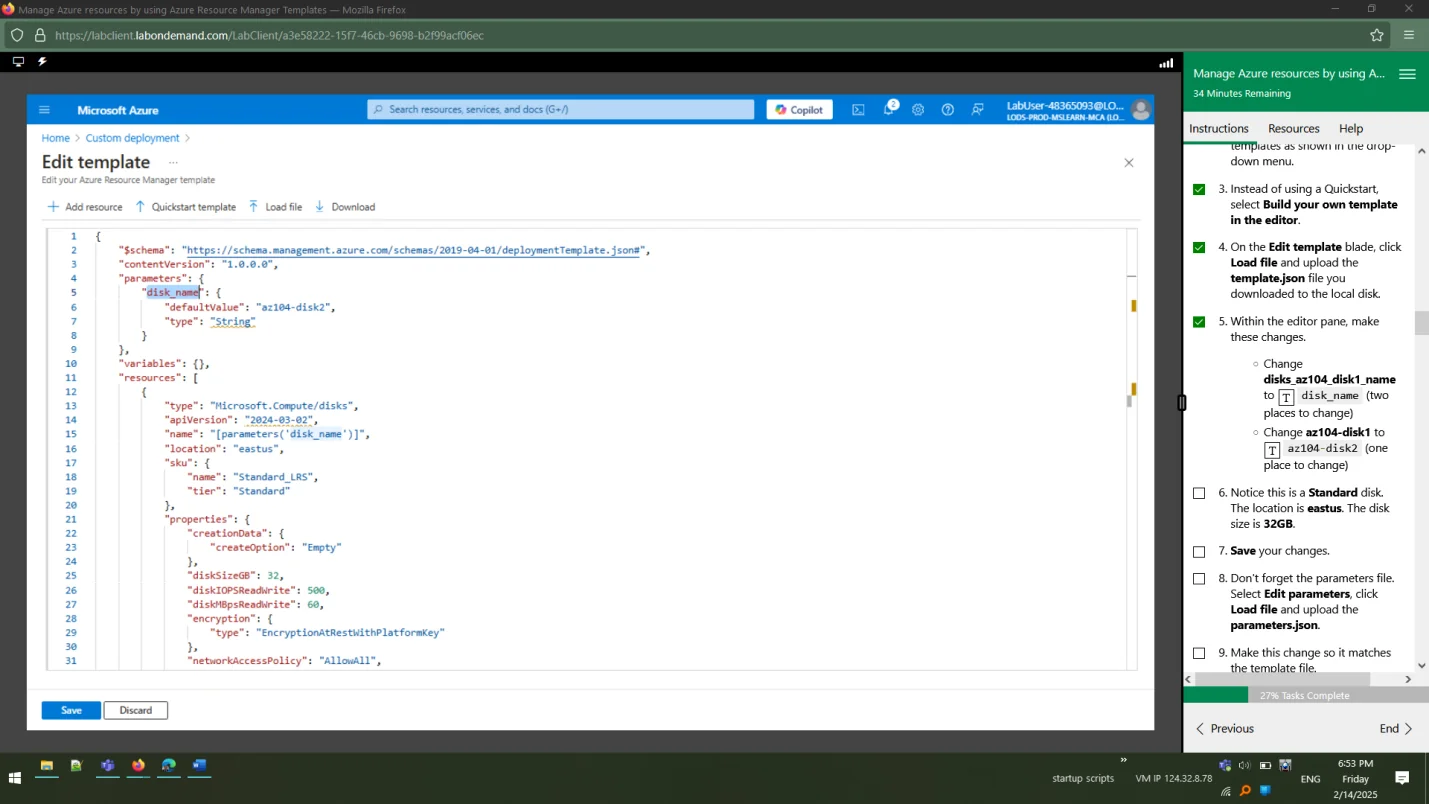 Manage Azure resources by using Azure Resource Manager Templates — Mozilla Firefox
https://labclient.labondemand.com/LabClient/a3e58222-15f7-46cb-9698-b2f99acf06ec
Microsoft Azure
Search resources, services, and docs (G+/)
Copilot
2
LabUser-48365093@LO...
LODS-PROD-MSLEARN-MCA (LO...
Home > Custom deployment >
Edit template ...
Edit your Azure Resource Manager template
Add resource
Quickstart template
Load file
Download
1 {
2 "$schema": "https://schema.management.azure.com/schemas/2019-04-01/deploymentTemplate.json#",
3 "contentVersion": "1.0.0.0",
4 "parameters": {
5 "disk_name": {
6 "defaultValue": "az104-disk2",
7 "type": "String"
8 }
9 },
10 "variables": {},
11 "resources": [
12 {
13 "type": "Microsoft.Compute/disks",
14 "apiVersion": "2024-03-02",
15 "name": "[parameters('disk_name')]",
16 "location": "eastus",
17 "sku": {
18 "name": "Standard_LRS",
19 "tier": "Standard"
20 },
21 "properties": {
22 "creationData": {
23 "createOption": "Empty"
24 },
25 "diskSizeGB": 32,
26 "diskIOPSReadWrite": 500,
27 "diskMBpsReadWrite": 60,
28 "encryption": {
29 "type": "EncryptionAtRestWithPlatformKey"
30 },
31 "networkAccessPolicy": "AllowAll",
Save
Discard
Manage Azure resources by using A...
34 Minutes Remaining
Instructions
Resources
Help
templates as shown in the drop-
down menu.
3. Instead of using a Quickstart,
select Build your own template
in the editor.
4. On the Edit template blade, click
Load file and upload the
template.json file you
downloaded to the local disk.
5. Within the editor pane, make
these changes.
Change
disks_az104_disk1_name
to T disk_name (two
places to change)
Change az104-disk1 to
T az104-disk2 (one
place to change)
6. Notice this is a Standard disk.
The location is eastus. The disk
size is 32GB.
7. Save your changes.
8. Don't forget the parameters file.
Select Edit parameters, click
Load file and upload the
parameters.json.
9. Make this change so it matches
the template file.
27% Tasks Complete
Previous
End
startup scripts
VM IP 124.32.8.78
ENG
6:53 PM
Friday
2/14/2025